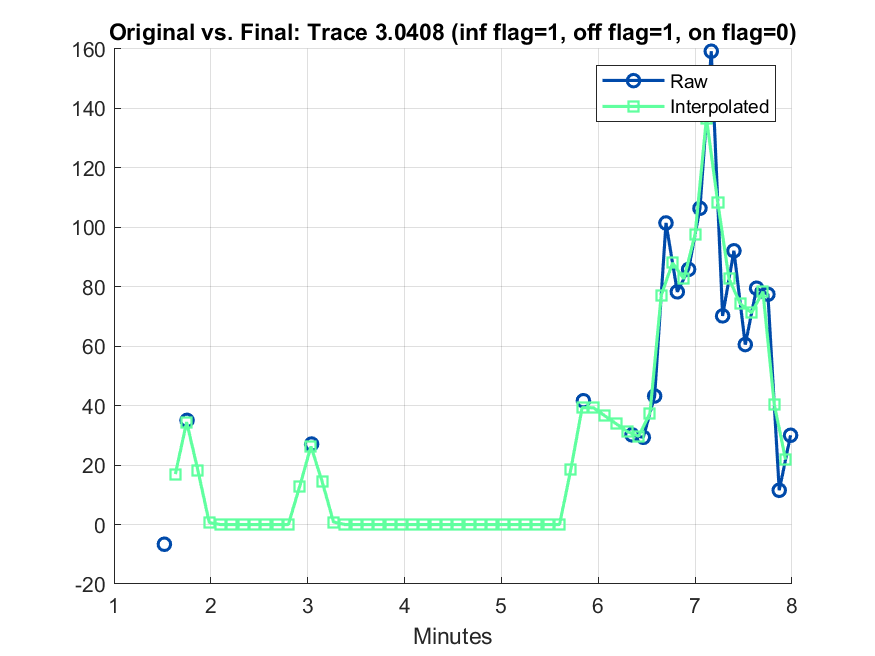 Original vs. Final: Trace 3.0408 (inf flag=1, off flag=1, on flag=0)
160
140
120
100
80
60
40
20
0
-20
Raw
Interpolated
1 2 3 4 5 6 7 8
Minutes